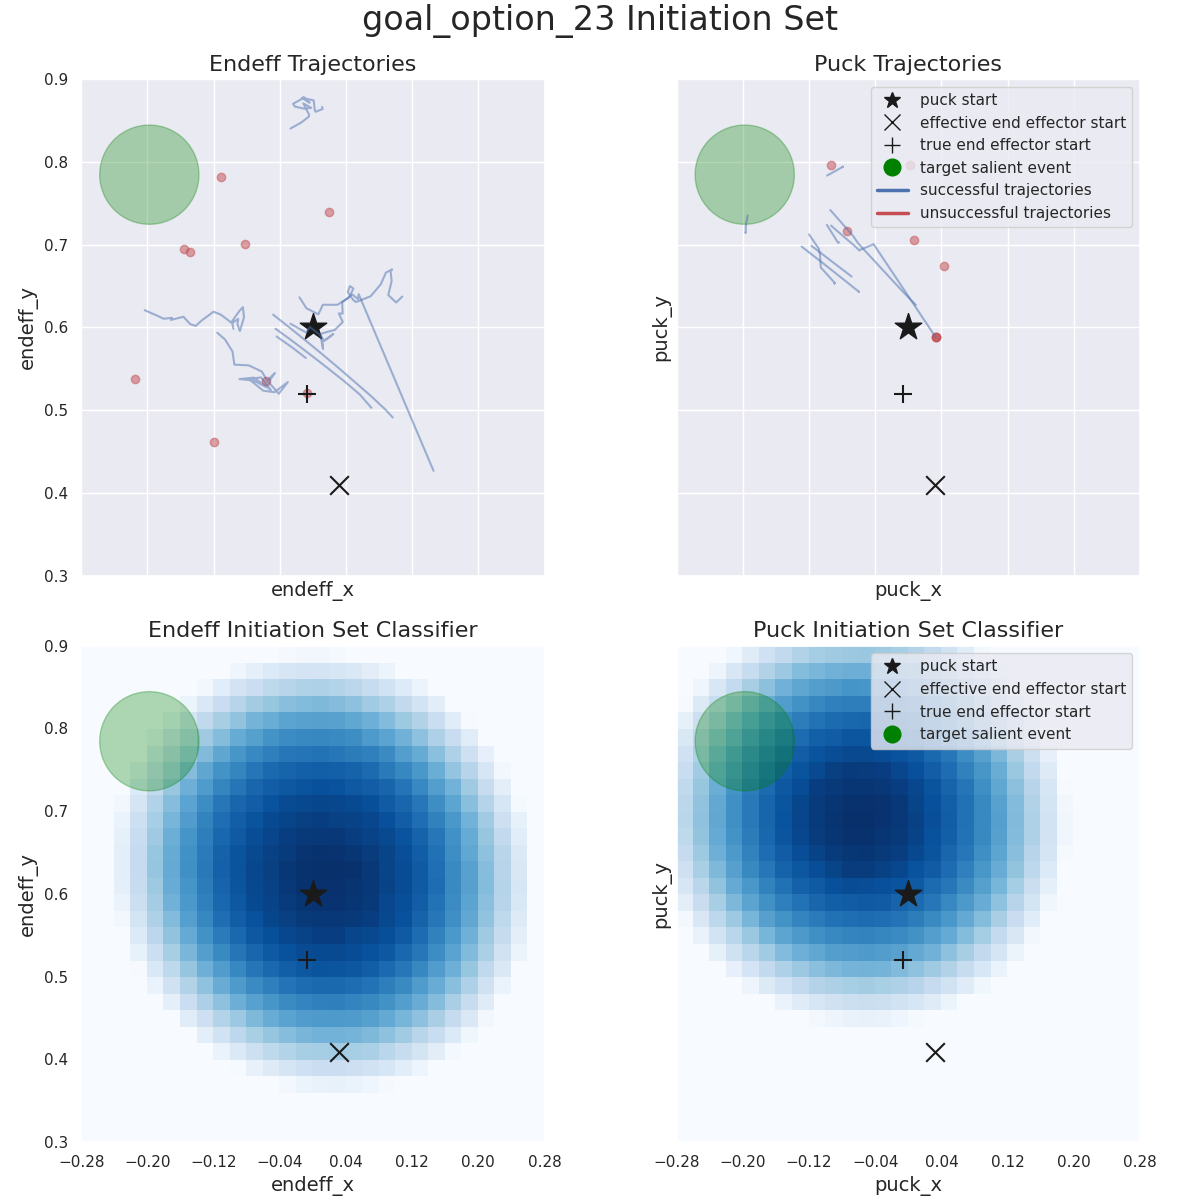 goal_option_23 Initiation Set
Endeff Trajectories
0.9
0.8
0.7
0.6
0.5
0.4
0.3
endeff_y
endeff_x
Puck Trajectories
puck start
effective end effector start
true end effector start
target salient event
successful trajectories
unsuccessful trajectories
puck_y
puck_x
Endeff Initiation Set Classifier
0.9
0.8
0.7
0.6
0.5
0.4
0.3
endeff_y
−0.28 −0.20 −0.12 −0.04 0.04 0.12 0.20 0.28
endeff_x
Puck Initiation Set Classifier
puck start
effective end effector start
true end effector start
target salient event
puck_y
−0.28 −0.20 −0.12 −0.04 0.04 0.12 0.20 0.28
puck_x